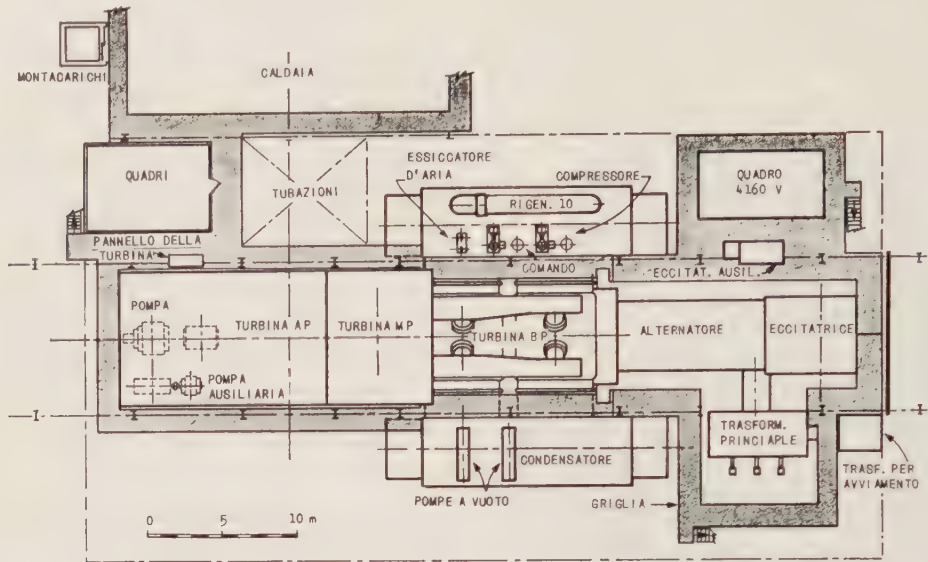 MONTACARICHI
CALDAIA
QUADRI
TUBAZIONI
ESSICCATORE
D'ARIA
COMPRESSORE
RIGEN. 10
QUADRO
4160 V
PANNELLO DELLA
TURBINA
COMANDO
ECCITAT. AUSIL.
POMPA
TURBINA AP
TURBINA MP
TURBINA BP
ALTERNATORE
ECCITATRICE
POMPA
AUSILIARIA
TRASFORM.
PRINCIAPLE
CONDENSATORE
POMPE A VUOTO
GRIGLIA
TRASF. PER
AVVIAMENTO
0 5 10 m